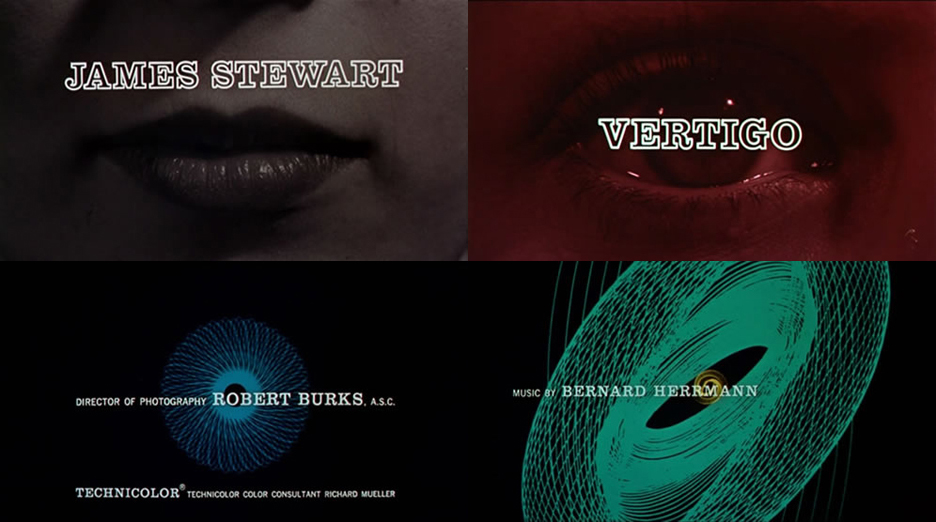 JAMES STEWART
VERTIGO
DIRECTOR OF PHOTOGRAPHY ROBERT BURKS, A.S.C.
TECHNICOLOR® TECHNICOLOR COLOR CONSULTANT RICHARD MUELLER
MUSIC BY BERNARD HERRMANN